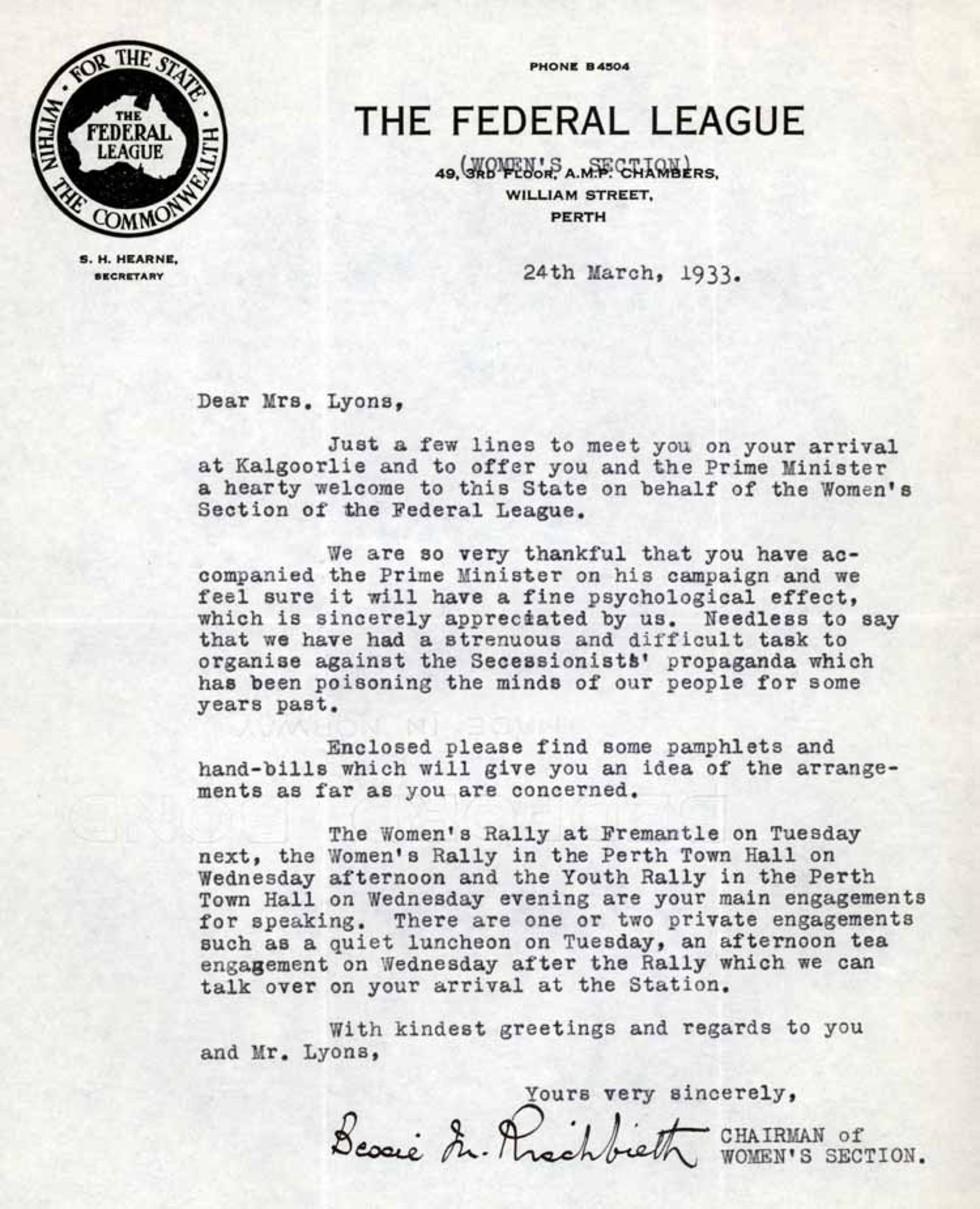 FOR THE STATE · WITHIN THE COMMONWEALTH ·
THE
FEDERAL
LEAGUE
S. H. HEARNE,
SECRETARY
PHONE B4504
THE FEDERAL LEAGUE
(WOMEN'S SECTION)
49, 3RD FLOOR, A.M.P. CHAMBERS,
WILLIAM STREET,
PERTH
24th March, 1933.
Dear Mrs. Lyons,
Just a few lines to meet you on your arrival
at Kalgoorlie and to offer you and the Prime Minister
a hearty welcome to this State on behalf of the Women's
Section of the Federal League.
We are so very thankful that you have ac-
companied the Prime Minister on his campaign and we
feel sure it will have a fine psychological effect,
which is sincerely appreciated by us. Needless to say
that we have had a strenuous and difficult task to
organise against the Secessionists' propaganda which
has been poisoning the minds of our people for some
years past.
Enclosed please find some pamphlets and
hand-bills which will give you an idea of the arrange-
ments as far as you are concerned.
The Women's Rally at Fremantle on Tuesday
next, the Women's Rally in the Perth Town Hall on
Wednesday afternoon and the Youth Rally in the Perth
Town Hall on Wednesday evening are your main engagements
for speaking. There are one or two private engagements
such as a quiet luncheon on Tuesday, an afternoon tea
engagement on Wednesday after the Rally which we can
talk over on your arrival at the Station.
With kindest greetings and regards to you
and Mr. Lyons,
Yours very sincerely,
Bessie M. Rischbieth
CHAIRMAN of
WOMEN'S SECTION.